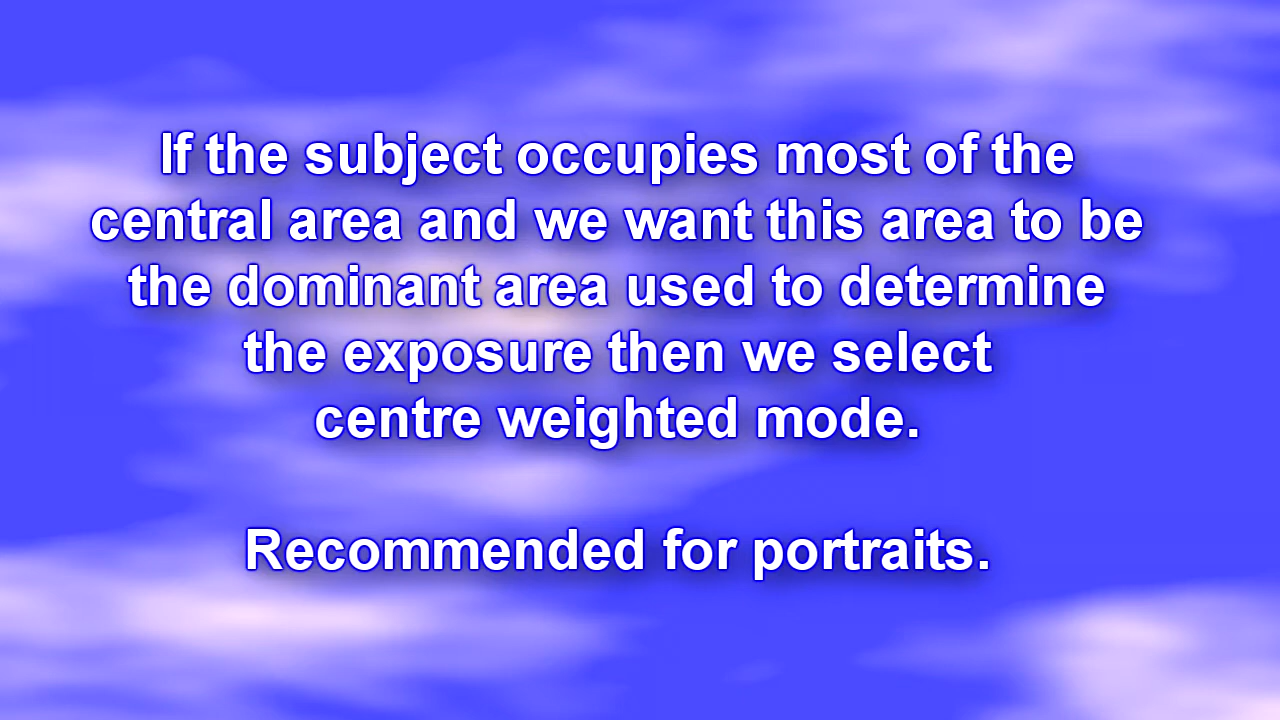 If the subject occupies most of the
central area and we want this area to be
the dominant area used to determine
the exposure then we select
centre weighted mode.
Recommended for portraits.